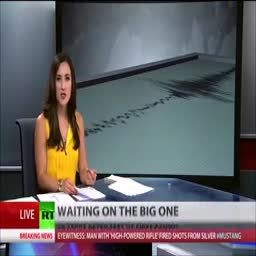 LIVE RT WAITING ON THE BIG ONE
BREAKING NEWS EYEWITNESS: MAN WITH 'HIGH-POWERED RIFLE' FIRED SHOTS FROM SILVER #MUSTANG